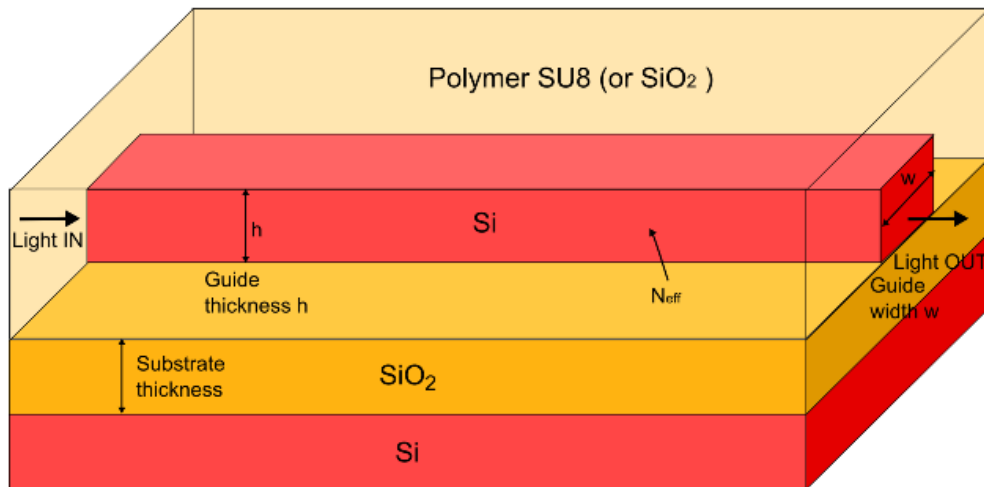 Polymer SU8 (or SiO₂ )
w
Si
h
Light IN
Light OUT
Guide
thickness h
Neff
Guide
width w
Substrate
thickness
SiO₂
Si